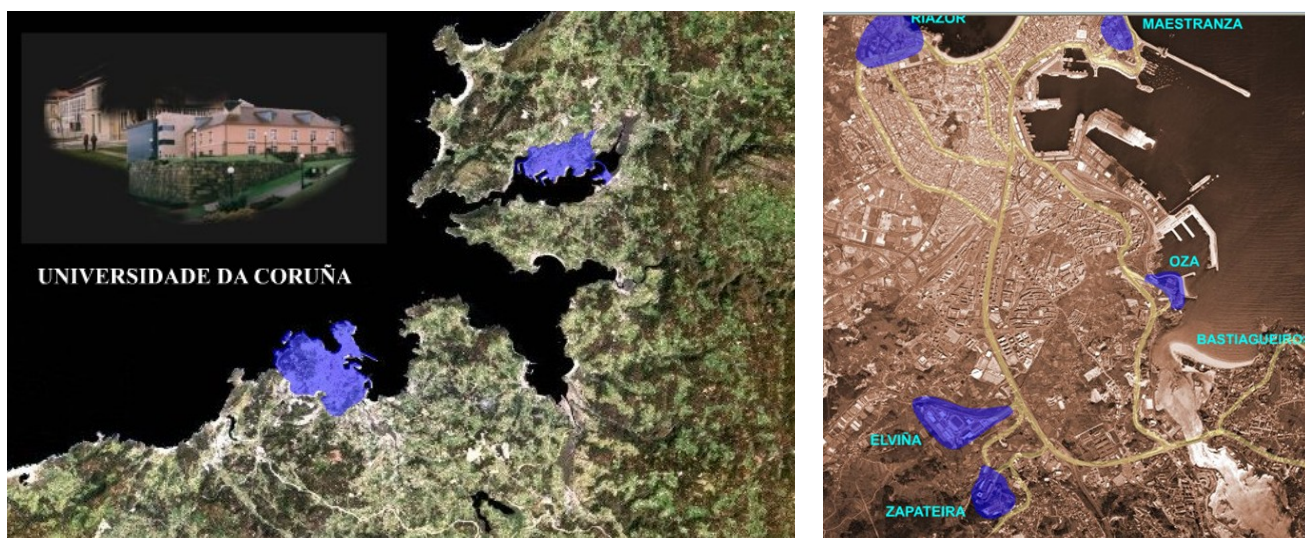 UNIVERSIDADE DA CORUÑA
RIAZOR
MAESTRANZA
OZA
BASTIAGUEIRO
ELVIÑA
ZAPATEIRA